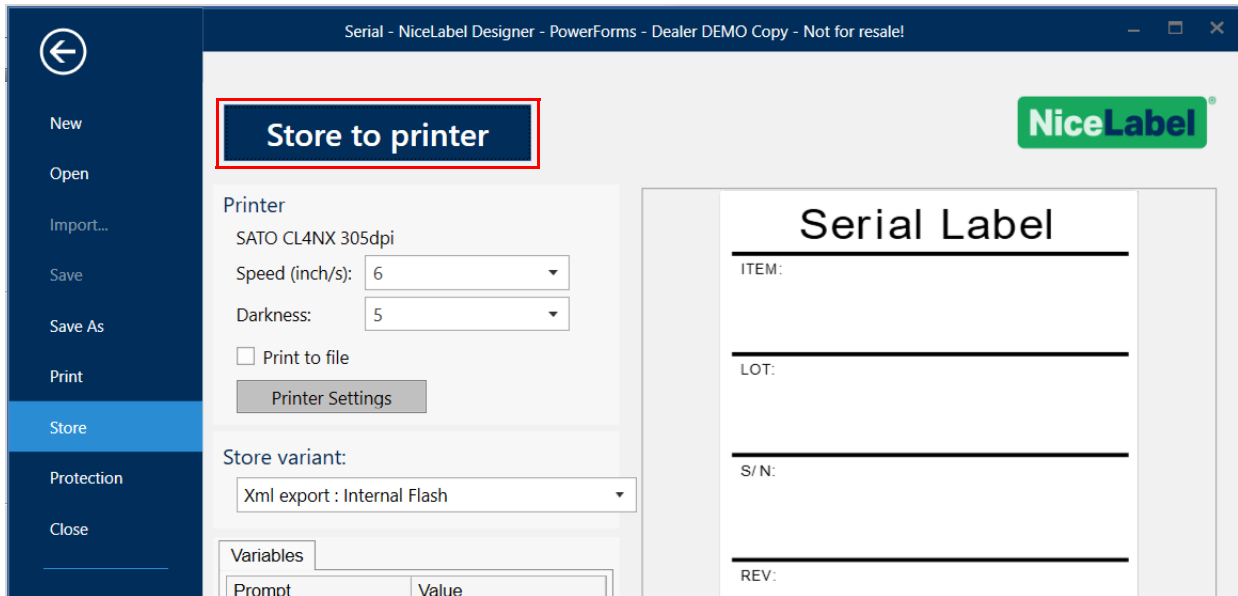 Serial - NiceLabel Designer - PowerForms - Dealer DEMO Copy - Not for resale!
New
Open
Import...
Save
Save As
Print
Store
Protection
Close
Store to printer
NiceLabel®
Printer
SATO CL4NX 305dpi
Speed (inch/s): 6
Darkness: 5
Print to file
Printer Settings
Store variant:
Xml export : Internal Flash
Variables
Prompt Value
Serial Label
ITEM:
LOT:
S/N:
REV: